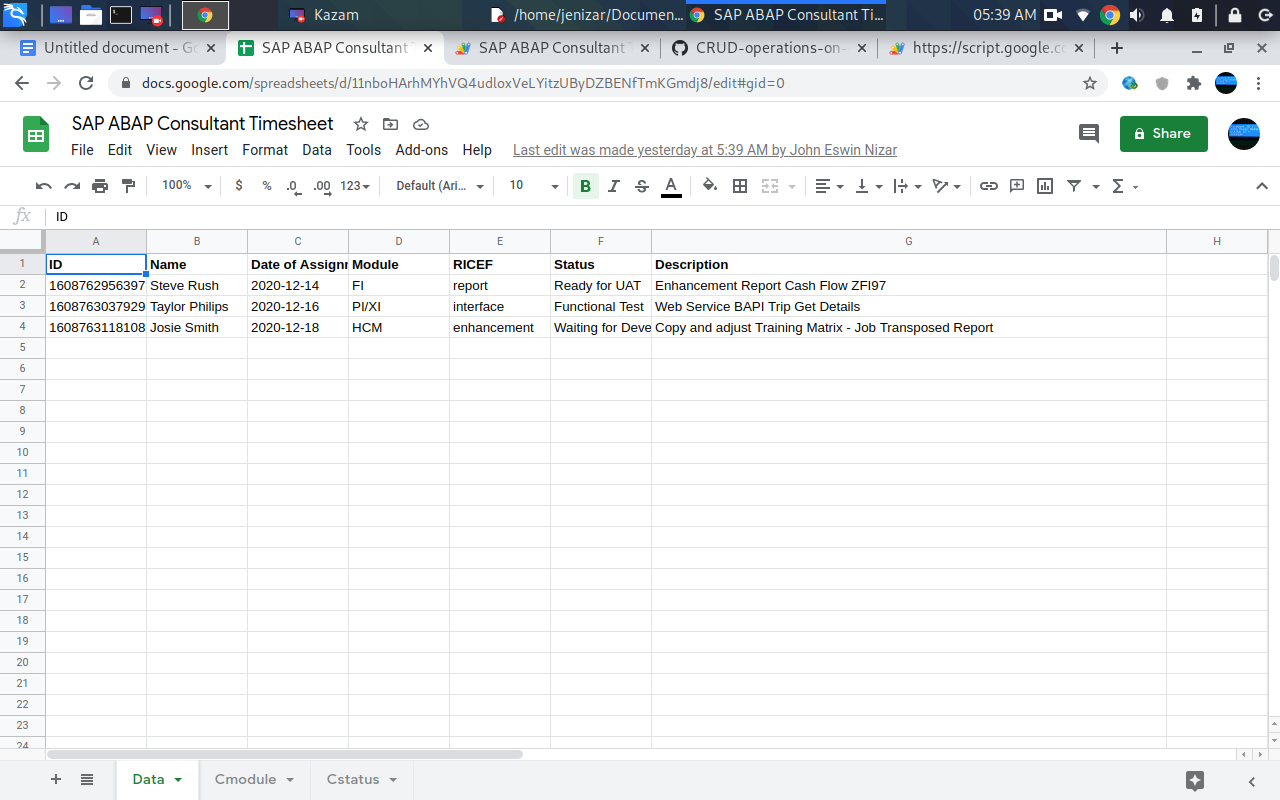 Kazam /home/jenizar/Documen... SAP ABAP Consultant Ti... 05:39 AM
Untitled document - Go SAP ABAP Consultant T SAP ABAP Consultant T CRUD-operations-on- https://script.google.co
docs.google.com/spreadsheets/d/11nboHArhMYhVQ4udloxVeLYitzUByDZBENfTmKGmdj8/edit#gid=0
SAP ABAP Consultant Timesheet
Share
File Edit View Insert Format Data Tools Add-ons Help Last edit was made yesterday at 5:39 AM by John Eswin Nizar
100% $ % .0 .00 123 Default (Ari... 10 B I S A Σ
fx ID
A B C D E F G H
1 ID Name Date of Assignm Module RICEF Status Description
2 1608762956397 Steve Rush 2020-12-14 FI report Ready for UAT Enhancement Report Cash Flow ZFI97
3 1608763037929 Taylor Philips 2020-12-16 PI/XI interface Functional Test Web Service BAPI Trip Get Details
4 1608763118108 Josie Smith 2020-12-18 HCM enhancement Waiting for Deve Copy and adjust Training Matrix - Job Transposed Report
5
6
7
8
9
10
11
12
13
14
15
16
17
18
19
20
21
22
23
24
Data Cmodule Cstatus